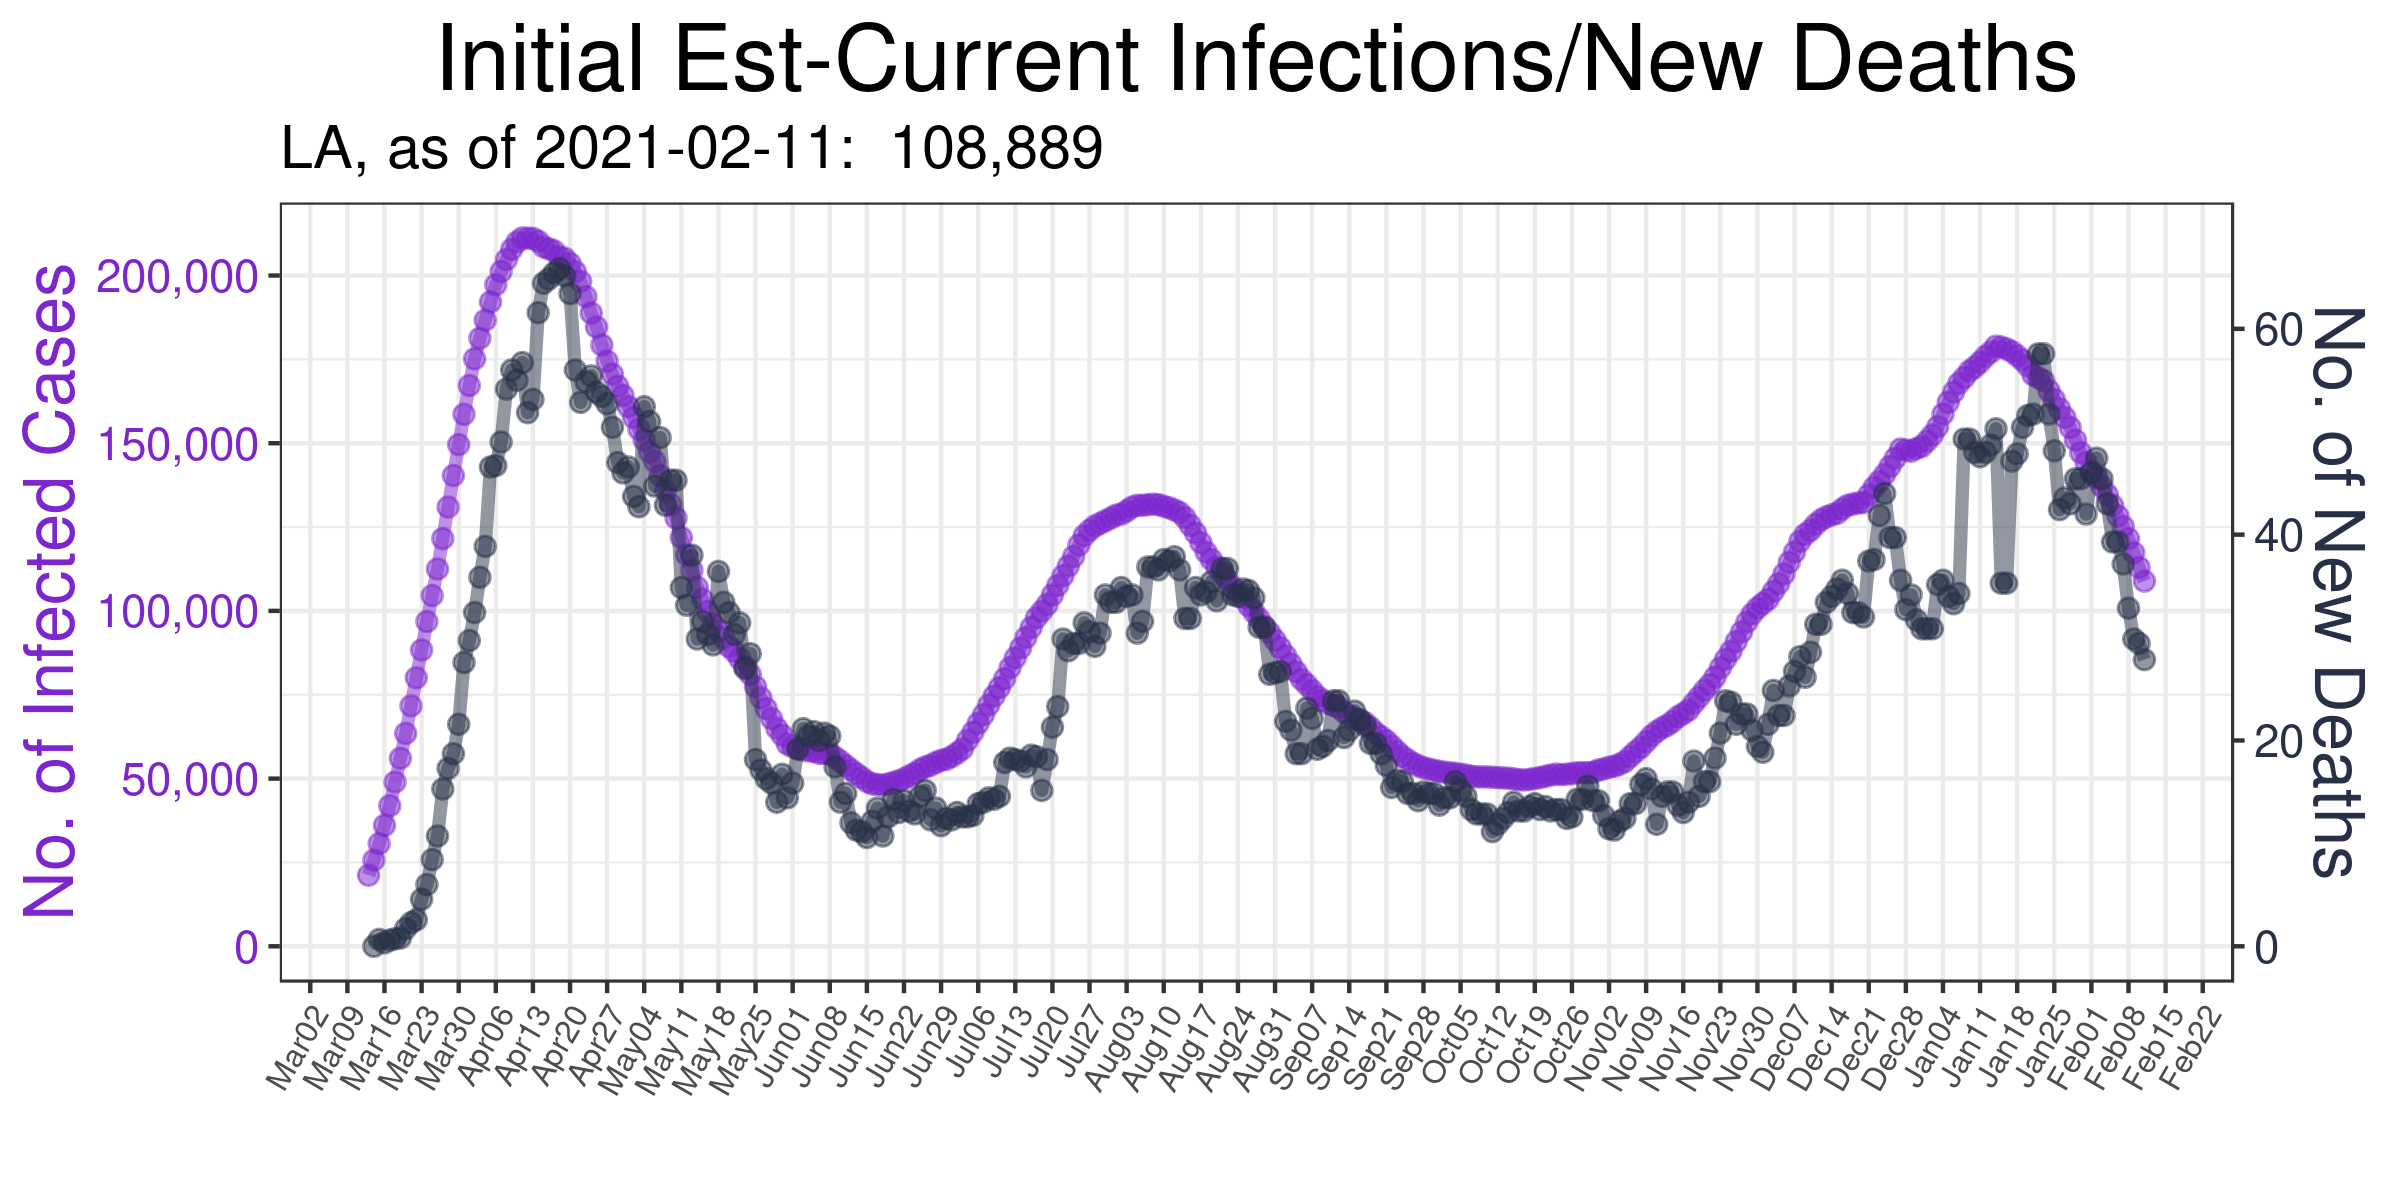 Initial Est-Current Infections/New Deaths
LA, as of 2021-02-11: 108,889
No. of Infected Cases
200,000
150,000
100,000
50,000
0
60
40
20
0
No. of New Deaths
Mar02
Mar09
Mar16
Mar23
Mar30
Apr06
Apr13
Apr20
Apr27
May04
May11
May18
May25
Jun01
Jun08
Jun15
Jun22
Jun29
Jul06
Jul13
Jul20
Jul27
Aug03
Aug10
Aug17
Aug24
Aug31
Sep07
Sep14
Sep21
Sep28
Oct05
Oct12
Oct19
Oct26
Nov02
Nov09
Nov16
Nov23
Nov30
Dec07
Dec14
Dec21
Dec28
Jan04
Jan11
Jan18
Jan25
Feb01
Feb08
Feb15
Feb22